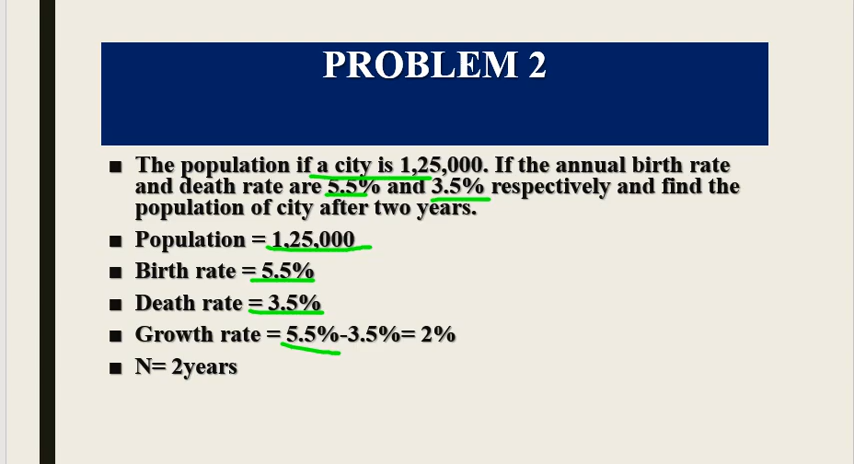 PROBLEM 2
■ The population if a city is 1,25,000. If the annual birth rate
and death rate are 5.5% and 3.5% respectively and find the
population of city after two years.
■ Population = 1,25,000
■ Birth rate = 5.5%
■ Death rate = 3.5%
■ Growth rate = 5.5%-3.5%= 2%
■ N= 2years